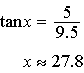 tan x = 5/9.5
x ≈ 27.8